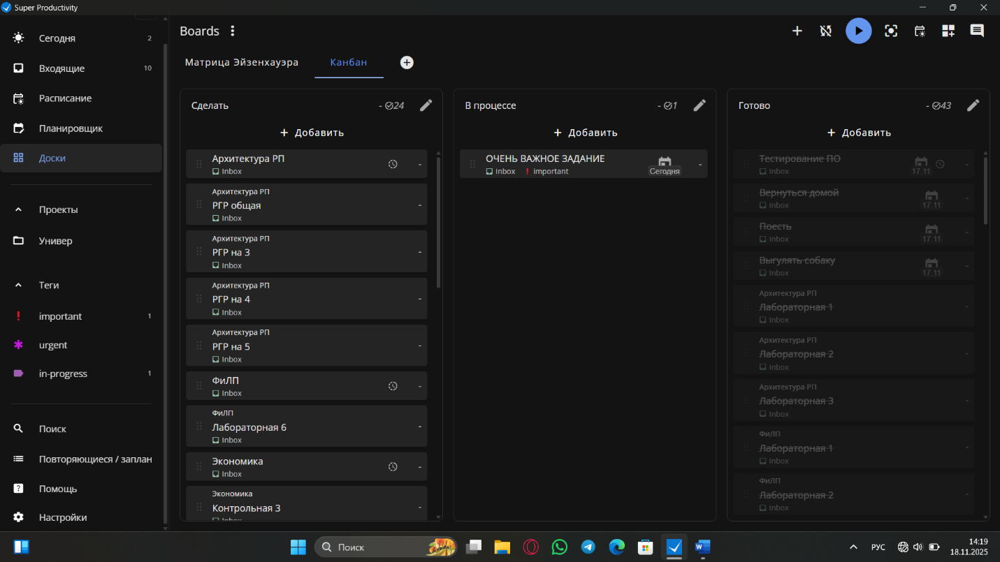 Super Productivity
Сегодня 2
Входящие 10
Расписание
Планировщик
Доски
Проекты
Универ
Теги
important 1
urgent
in-progress 1
Поиск
Повторяющиеся / заплан
Помощь
Настройки
Boards
Матрица Эйзенхауэра Канбан
Сделать - 24
+ Добавить
Архитектура РП -
Inbox
Архитектура РП
РГР общая -
Inbox
Архитектура РП
РГР на 3 -
Inbox
Архитектура РП
РГР на 4 -
Inbox
Архитектура РП
РГР на 5 -
Inbox
ФиЛП -
Inbox
ФиЛП
Лабораторная 6 -
Inbox
Экономика -
Inbox
Экономика
Контрольная 3 -
Inbox
В процессе - 1
+ Добавить
ОЧЕНЬ ВАЖНОЕ ЗАДАНИЕ -
Inbox important Сегодня
Готово - 43
+ Добавить
Тестирование ПО -
Inbox 17.11
Вернуться домой -
Inbox 17.11
Поесть -
Inbox 17.11
Выгулять собаку -
Inbox 17.11
Архитектура РП
Лабораторная 1 -
Inbox
Архитектура РП
Лабораторная 2 -
Inbox
Архитектура РП
Лабораторная 3 -
Inbox
ФиЛП
Лабораторная 1 -
Inbox
ФиЛП
Лабораторная 2 -
Inbox
Поиск
РУС
14:19
18.11.2025